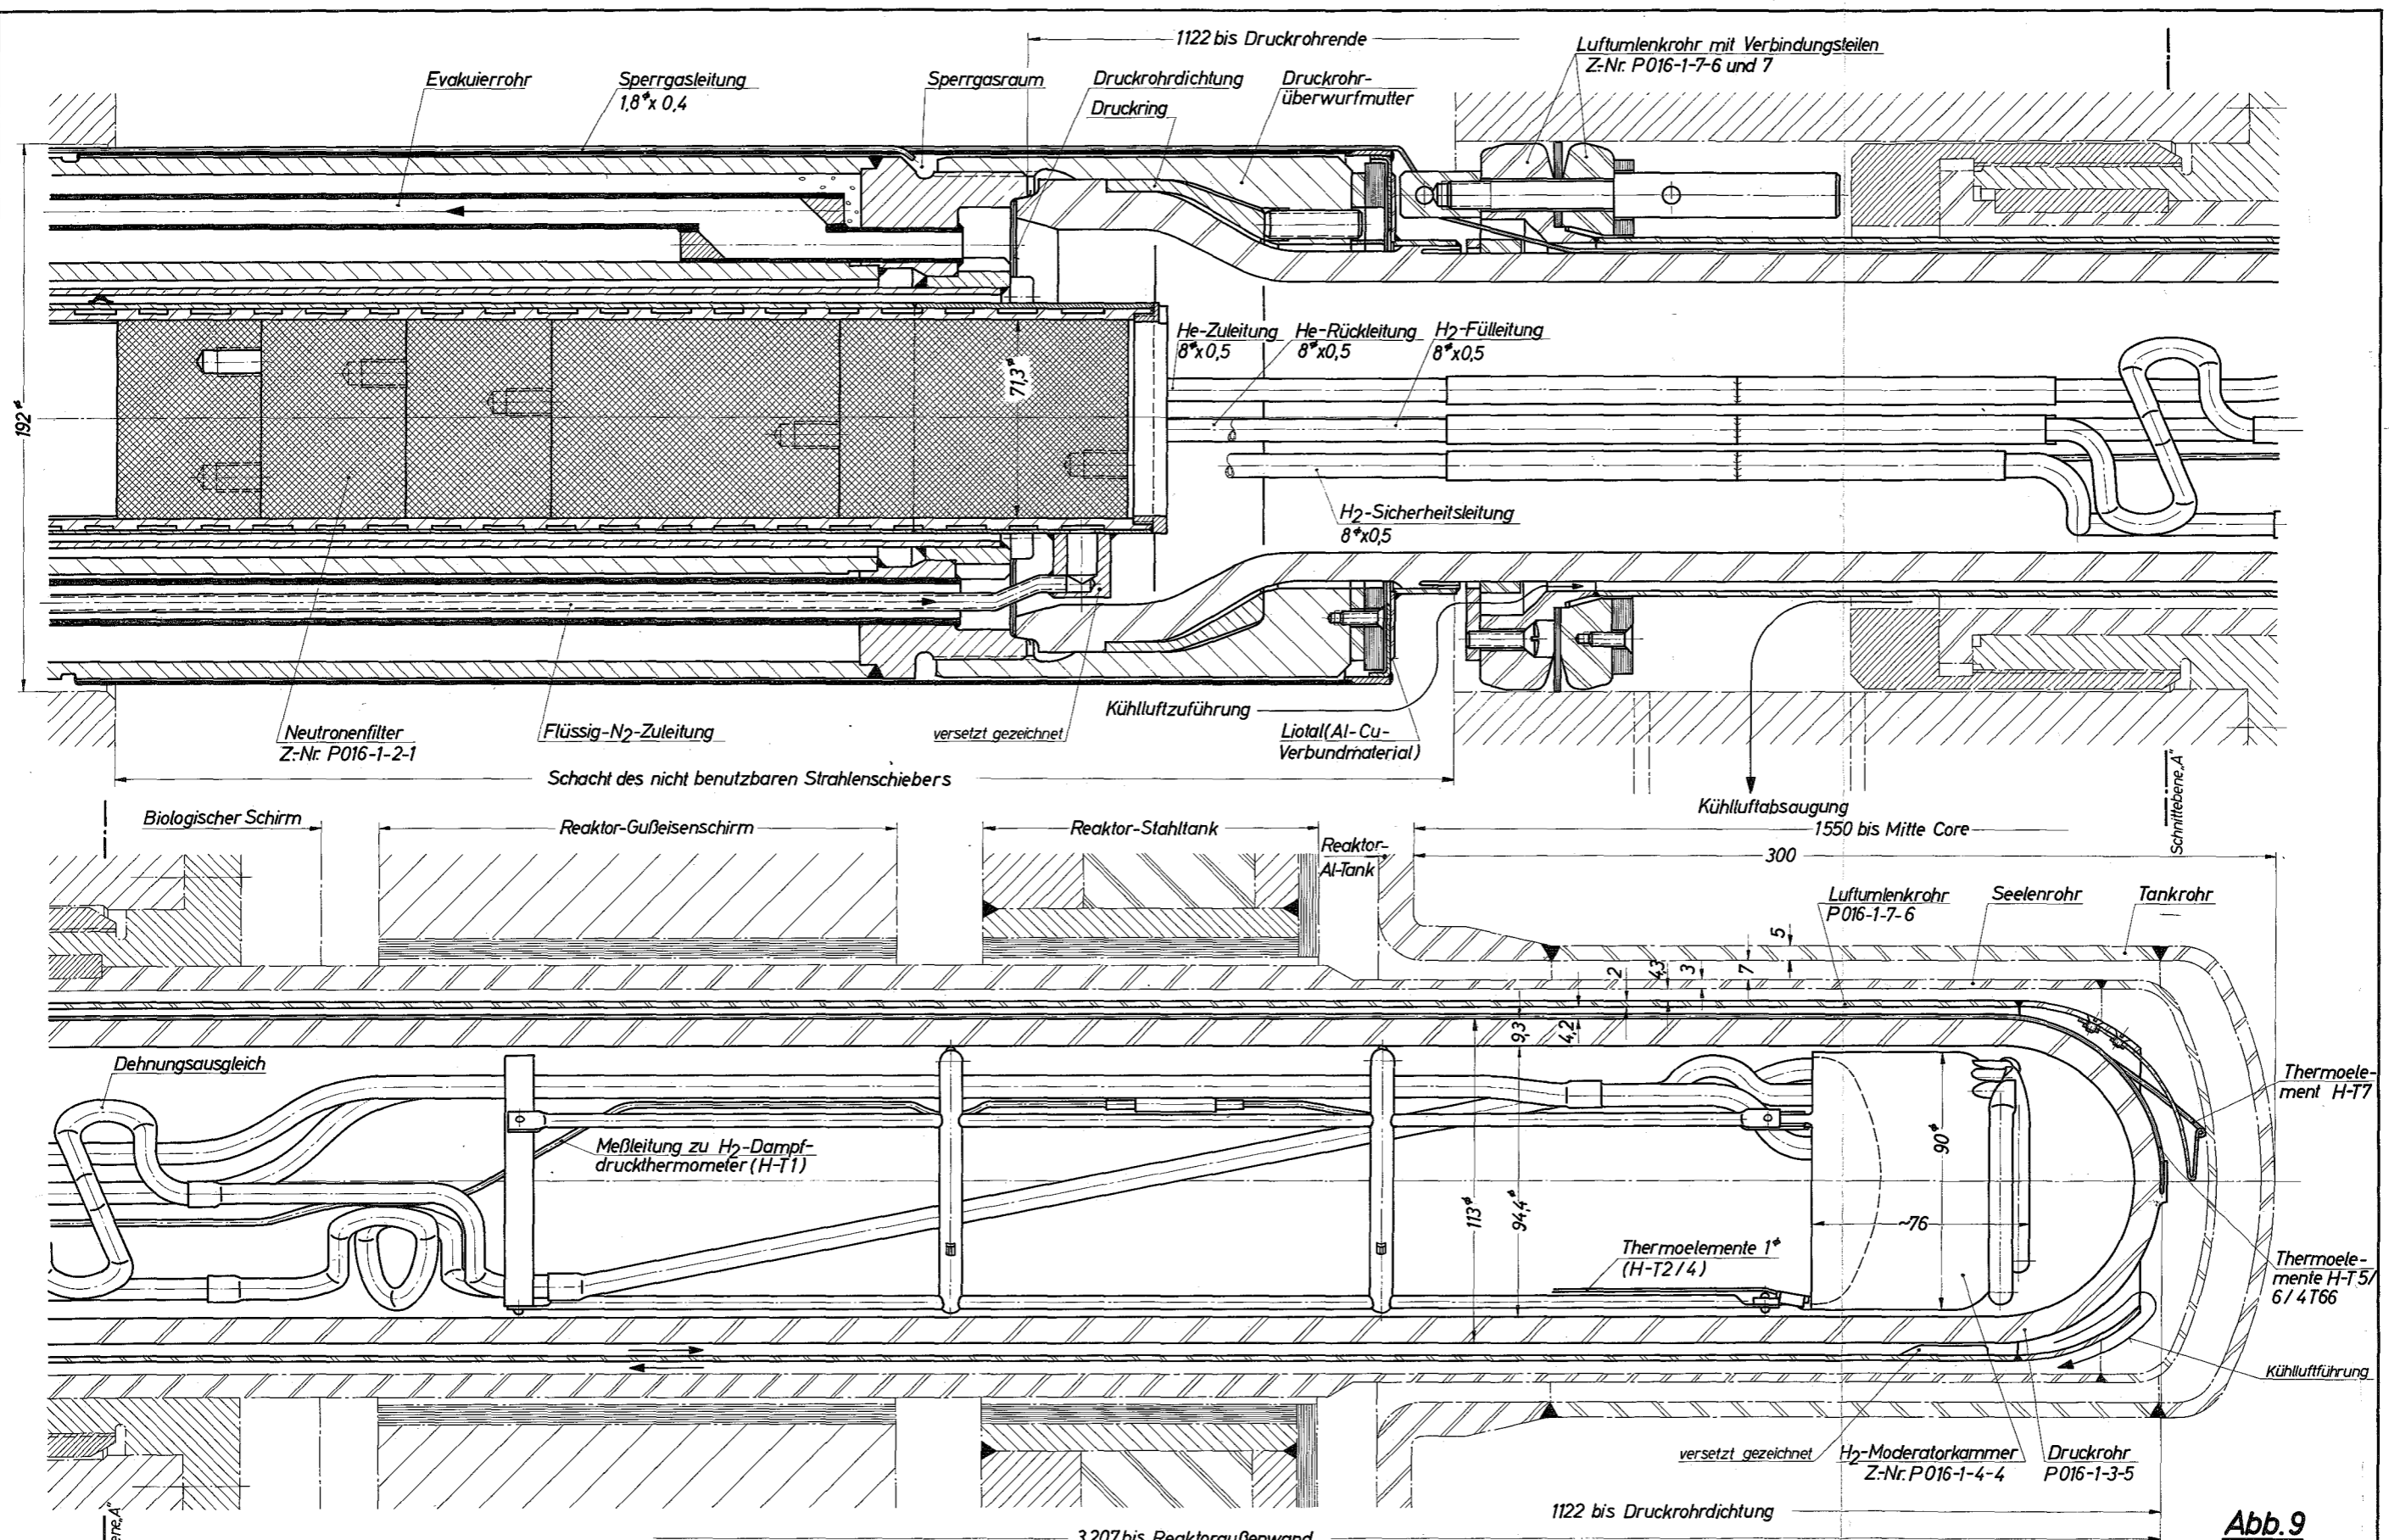 1122 bis Druckrohrende
Luftumlenkrohr mit Verbindungsteilen
Z.-Nr. P016-1-7-6 und 7
Evakuierrohr
Sperrgasleitung
1,8⌀ x 0,4
Sperrgasraum
Druckrohrdichtung
Druckring
Druckrohr-
überwurfmutter
192⌀
71,3⌀
He-Zuleitung
8⌀x0,5
He-Rückleitung
8⌀x0,5
H2-Fülleitung
8⌀x0,5
H2-Sicherheitsleitung
8⌀x0,5
Neutronenfilter
Z.-Nr. P016-1-2-1
Flüssig-N2-Zuleitung
versetzt gezeichnet
Kühlluftzuführung
Liotal(Al-Cu-
Verbundmaterial)
Schacht des nicht benutzbaren Strahlenschiebers
Kühlluftabsaugung
Schnittebene„A"
Biologischer Schirm
Reaktor-Gußeisenschirm
Reaktor-Stahltank
Reaktor-
Al-Tank
1550 bis Mitte Core
300
Luftumlenkrohr
P016-1-7-6
Seelenrohr
Tankrohr
5
7
3
4,3
2
9,3
4,2
Dehnungsausgleich
Meßleitung zu H2-Dampf-
druckthermometer (H-T1)
113⌀
94,4⌀
90⌀
~76
Thermoelemente 1⌀
(H-T2/4)
Thermoele-
ment H-T7
Thermoele-
mente H-T5/
6/4T66
Kühlluftführung
versetzt gezeichnet
H2-Moderatorkammer
Z.-Nr. P016-1-4-4
Druckrohr
P016-1-3-5
1122 bis Druckrohrdichtung
3207 bis Reaktoraußenwand
ene„A"
Abb. 9